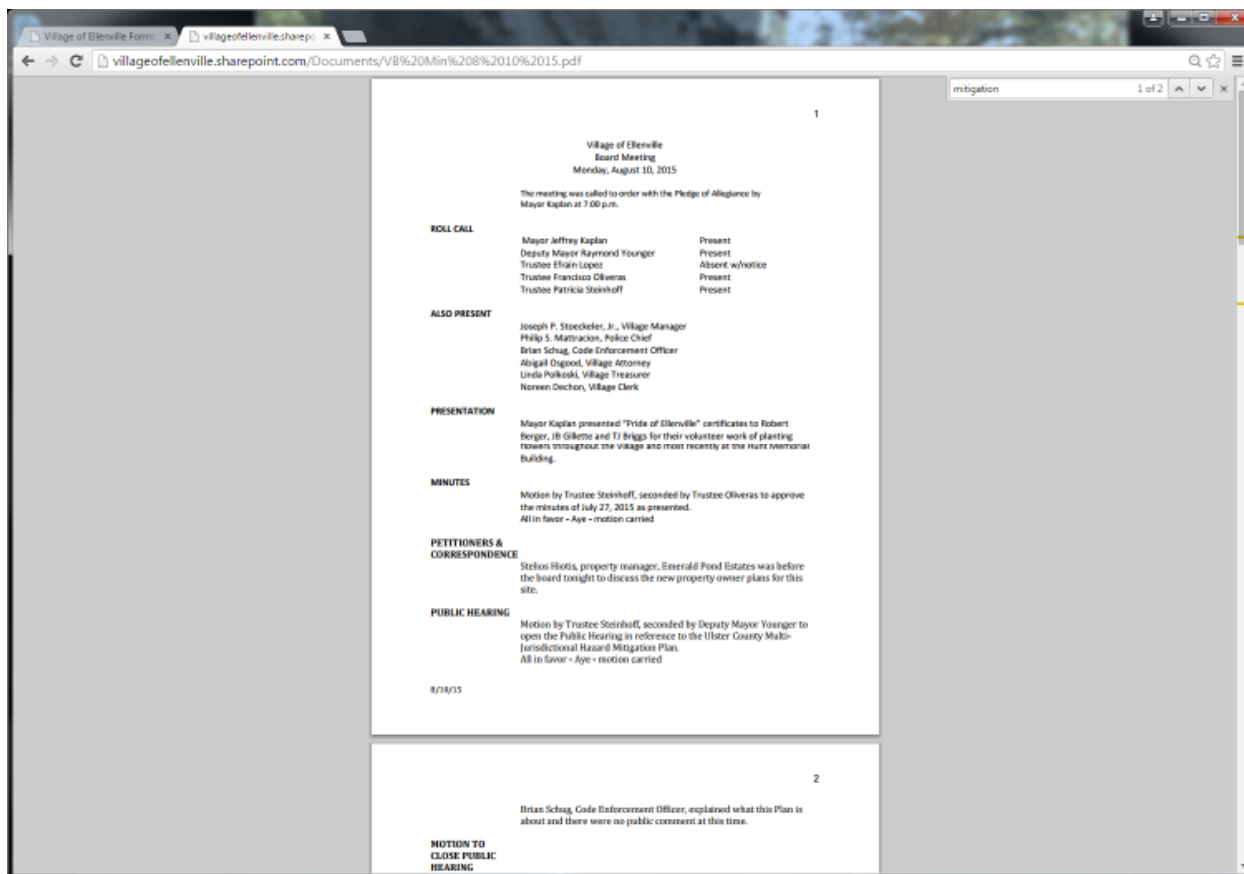 Village of Ellenville Forms
villageofellenville.sharepo
villageofellenville.sharepoint.com/Documents/VB%20Min%208%2010%2015.pdf
mitigation 1 of 2
1
Village of Ellenville
Board Meeting
Monday, August 10, 2015
The meeting was called to order with the Pledge of Allegiance by
Mayor Kaplan at 7:00 p.m.
ROLL CALL
Mayor Jeffrey Kaplan Present
Deputy Mayor Raymond Younger Present
Trustee Efrain Lopez Absent w/notice
Trustee Francisco Oliveras Present
Trustee Patricia Steinhoff Present
ALSO PRESENT
Joseph P. Stoeckeler, Jr., Village Manager
Philip S. Mattracion, Police Chief
Brian Schug, Code Enforcement Officer
Abigail Osgood, Village Attorney
Linda Polkoski, Village Treasurer
Noreen Dechon, Village Clerk
PRESENTATION
Mayor Kaplan presented "Pride of Ellenville" certificates to Robert
Berger, JB Gillette and TJ Briggs for their volunteer work of planting
flowers throughout the Village and most recently at the Hunt Memorial
Building.
MINUTES
Motion by Trustee Steinhoff, seconded by Trustee Oliveras to approve
the minutes of July 27, 2015 as presented.
All in favor - Aye - motion carried
PETITIONERS &
CORRESPONDENCE
Stelios Hiotis, property manager, Emerald Pond Estates was before
the board tonight to discuss the new property owner plans for this
site.
PUBLIC HEARING
Motion by Trustee Steinhoff, seconded by Deputy Mayor Younger to
open the Public Hearing in reference to the Ulster County Multi-
Jurisdictional Hazard Mitigation Plan.
All in favor - Aye - motion carried
8/10/15
2
Brian Schug, Code Enforcement Officer, explained what this Plan is
about and there were no public comment at this time.
MOTION TO
CLOSE PUBLIC
HEARING